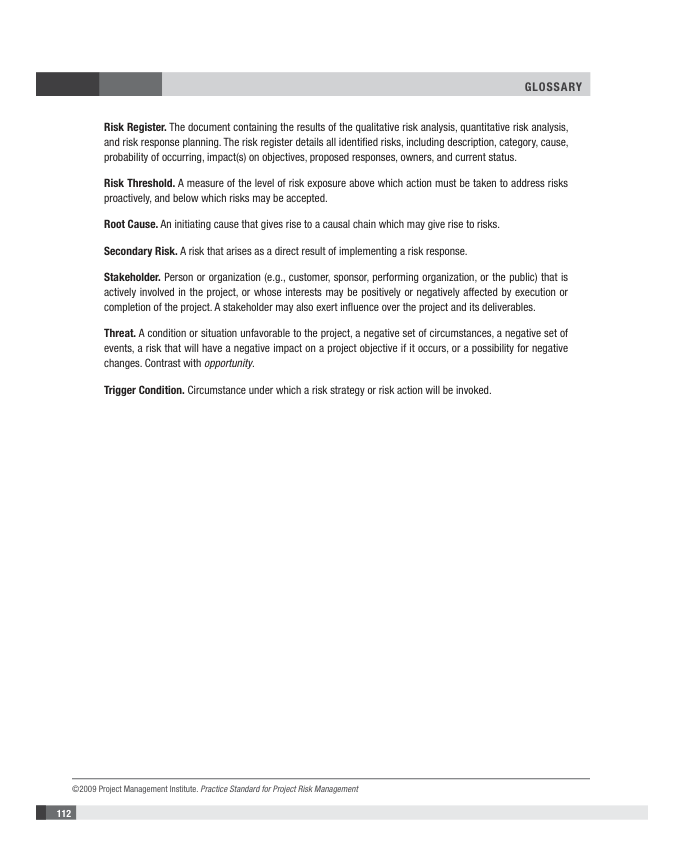 GLOSSARY
Risk Register. The document containing the results of the qualitative risk analysis, quantitative risk analysis,
and risk response planning. The risk register details all identified risks, including description, category, cause,
probability of occurring, impact(s) on objectives, proposed responses, owners, and current status.
Risk Threshold. A measure of the level of risk exposure above which action must be taken to address risks
proactively, and below which risks may be accepted.
Root Cause. An initiating cause that gives rise to a causal chain which may give rise to risks.
Secondary Risk. A risk that arises as a direct result of implementing a risk response.
Stakeholder. Person or organization (e.g., customer, sponsor, performing organization, or the public) that is
actively involved in the project, or whose interests may be positively or negatively affected by execution or
completion of the project. A stakeholder may also exert influence over the project and its deliverables.
Threat. A condition or situation unfavorable to the project, a negative set of circumstances, a negative set of
events, a risk that will have a negative impact on a project objective if it occurs, or a possibility for negative
changes. Contrast with opportunity.
Trigger Condition. Circumstance under which a risk strategy or risk action will be invoked.
©2009 Project Management Institute. Practice Standard for Project Risk Management
112